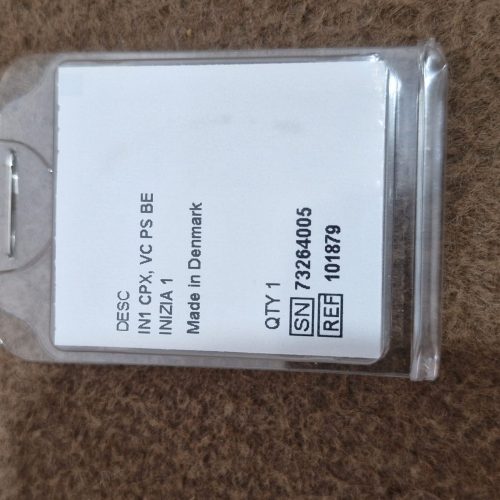 DESC
IN1 CPX, VC PS BE
INIZIA 1
Made in Denmark
QTY 1
SN 73264005
REF 101879